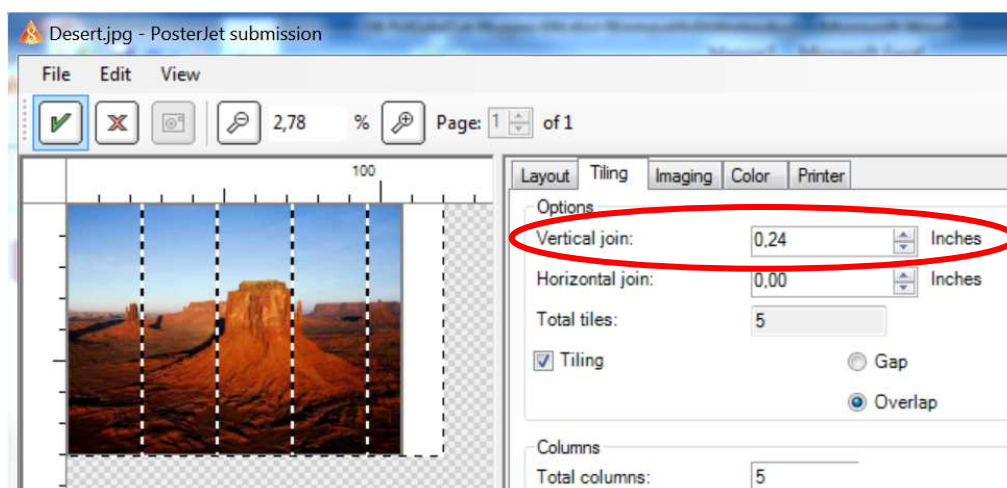 Desert.jpg - PosterJet submission
File Edit View
2,78 % Page: 1 of 1
100
Layout Tiling Imaging Color Printer
Options
Vertical join: 0,24 Inches
Horizontal join: 0,00 Inches
Total tiles: 5
Tiling Gap
Overlap
Columns
Total columns: 5